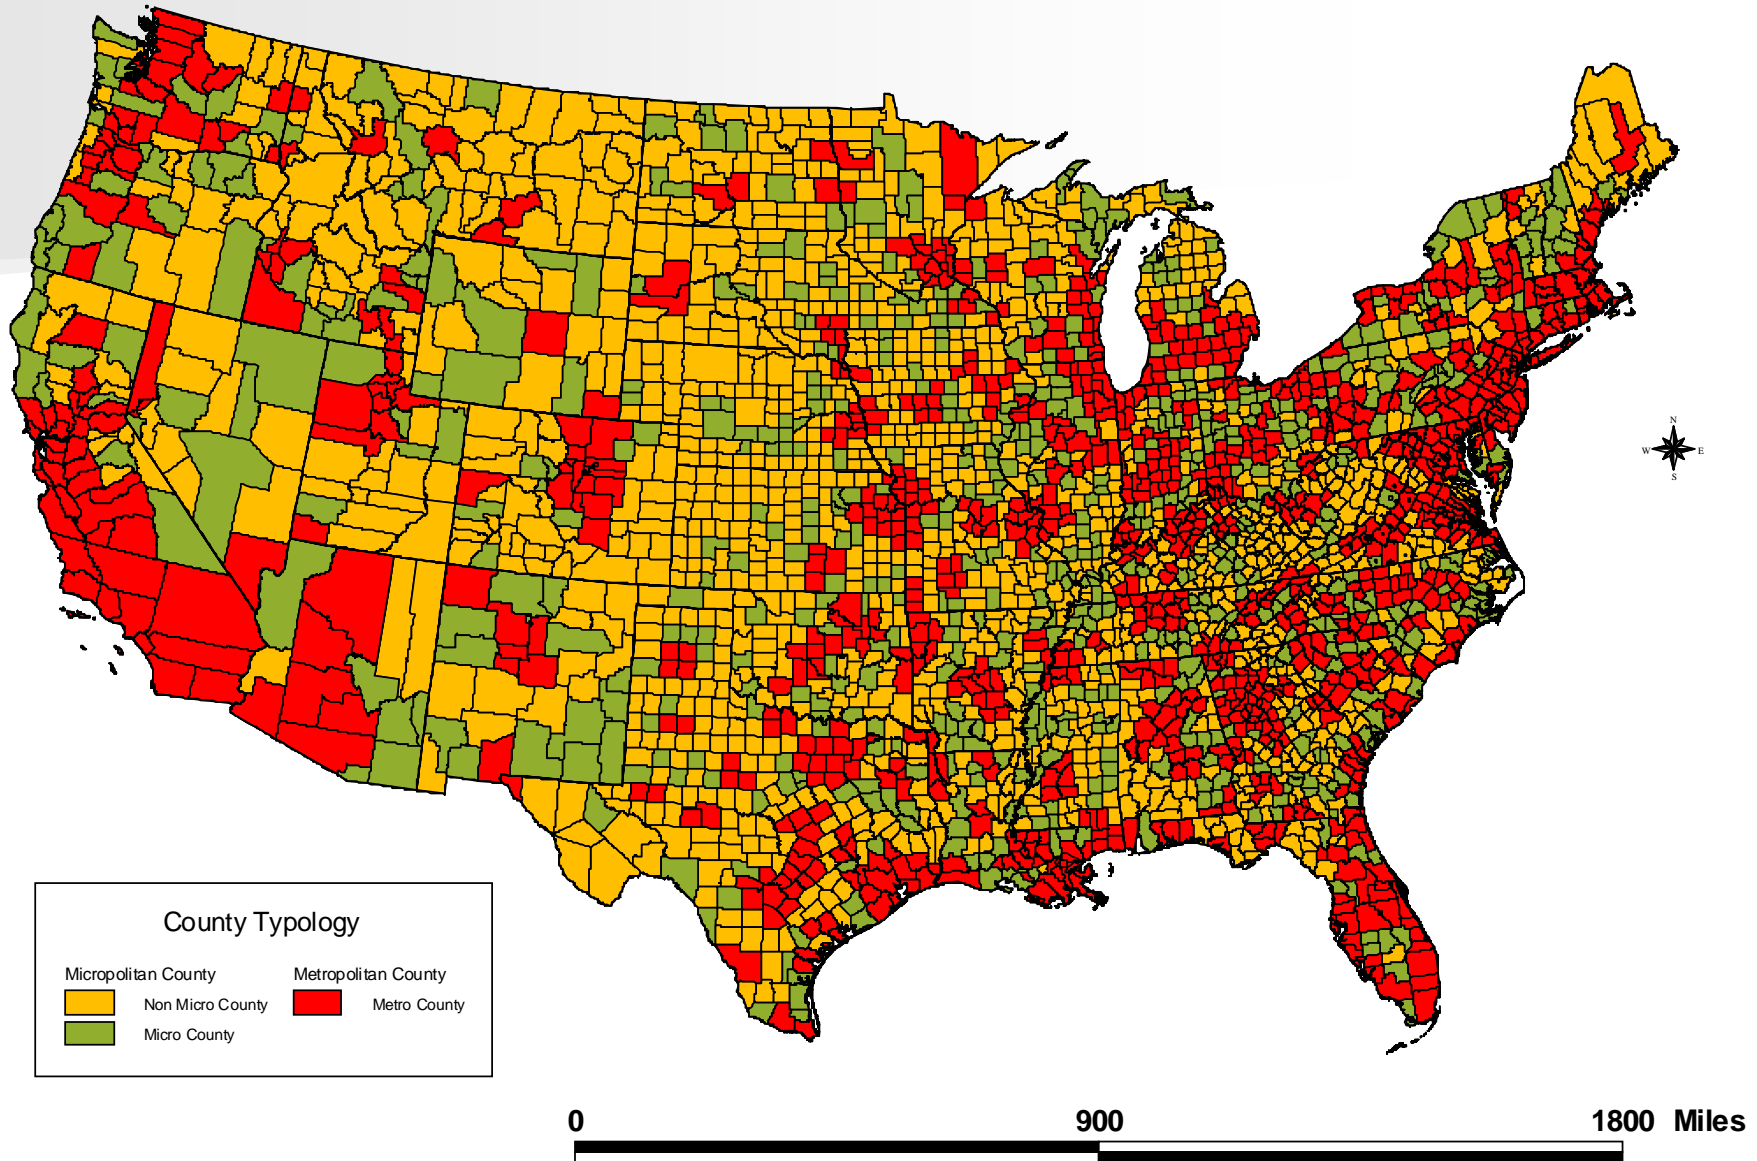 N
W E
S
County Typology
Micropolitan County Metropolitan County
Non Micro County Metro County
Micro County
0 900 1800 Miles